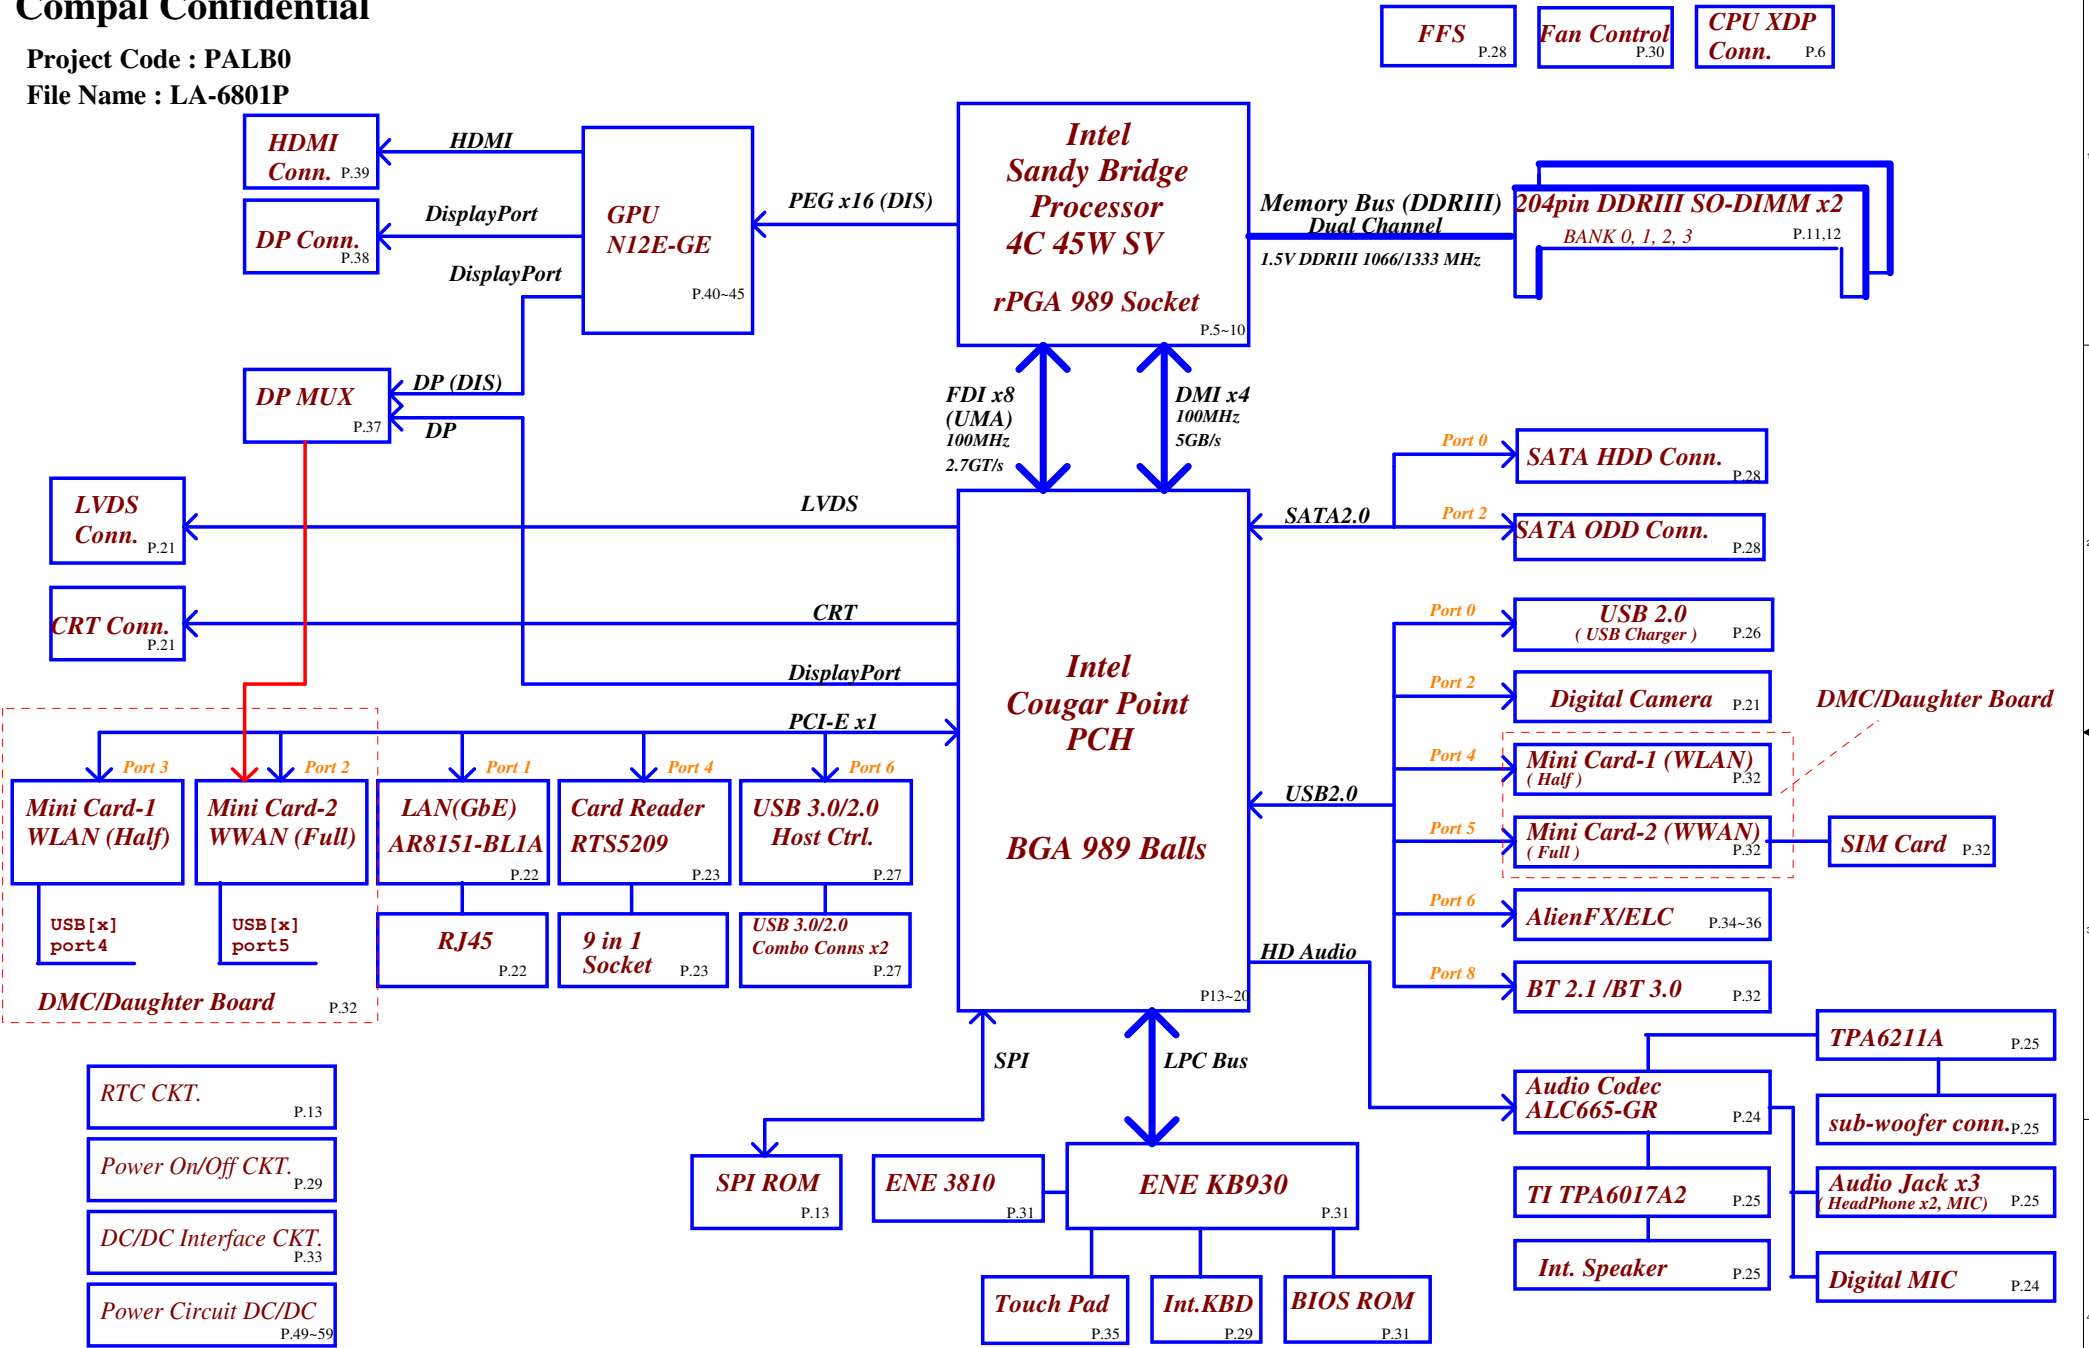 Compal Confidential
Project Code : PALB0
File Name : LA-6801P
FFS
P.28
Fan Control
P.30
CPU XDP
Conn.
P.6
HDMI
Conn.
P.39
HDMI
DP Conn.
P.38
DisplayPort
DisplayPort
GPU
N12E-GE
P.40~45
PEG x16 (DIS)
Intel
Sandy Bridge
Processor
4C 45W SV
rPGA 989 Socket
P.5~10
Memory Bus (DDRIII)
Dual Channel
1.5V DDRIII 1066/1333 MHz
204pin DDRIII SO-DIMM x2
BANK 0, 1, 2, 3
P.11,12
1
DP MUX
P.37
DP (DIS)
DP
FDI x8
(UMA)
100MHz
2.7GT/s
DMI x4
100MHz
5GB/s
LVDS
Conn.
P.21
LVDS
CRT Conn.
P.21
CRT
DisplayPort
PCI-E x1
Intel
Cougar Point
PCH
BGA 989 Balls
P13~20
SATA2.0
Port 0
SATA HDD Conn.
P.28
Port 2
SATA ODD Conn.
P.28
2
USB2.0
Port 0
USB 2.0
( USB Charger )
P.26
Port 2
Digital Camera
P.21
DMC/Daughter Board
Port 4
Mini Card-1 (WLAN)
( Half )
P.32
Port 5
Mini Card-2 (WWAN)
( Full )
P.32
SIM Card
P.32
Port 6
AlienFX/ELC
P.34~36
3
Port 8
BT 2.1 /BT 3.0
P.32
Port 3
Mini Card-1
WLAN (Half)
USB[x]
port4
Port 2
Mini Card-2
WWAN (Full)
USB[x]
port5
DMC/Daughter Board
P.32
Port 1
LAN(GbE)
AR8151-BL1A
P.22
RJ45
P.22
Port 4
Card Reader
RTS5209
P.23
9 in 1
Socket
P.23
Port 6
USB 3.0/2.0
Host Ctrl.
P.27
USB 3.0/2.0
Combo Conns x2
P.27
HD Audio
SPI
LPC Bus
RTC CKT.
P.13
Power On/Off CKT.
P.29
DC/DC Interface CKT.
P.33
Power Circuit DC/DC
P.49~59
SPI ROM
P.13
ENE 3810
P.31
ENE KB930
P.31
Touch Pad
P.35
Int.KBD
P.29
BIOS ROM
P.31
Audio Codec
ALC665-GR
P.24
TI TPA6017A2
P.25
Int. Speaker
P.25
TPA6211A
P.25
sub-woofer conn.
P.25
Audio Jack x3
( HeadPhone x2, MIC)
P.25
Digital MIC
P.24
4